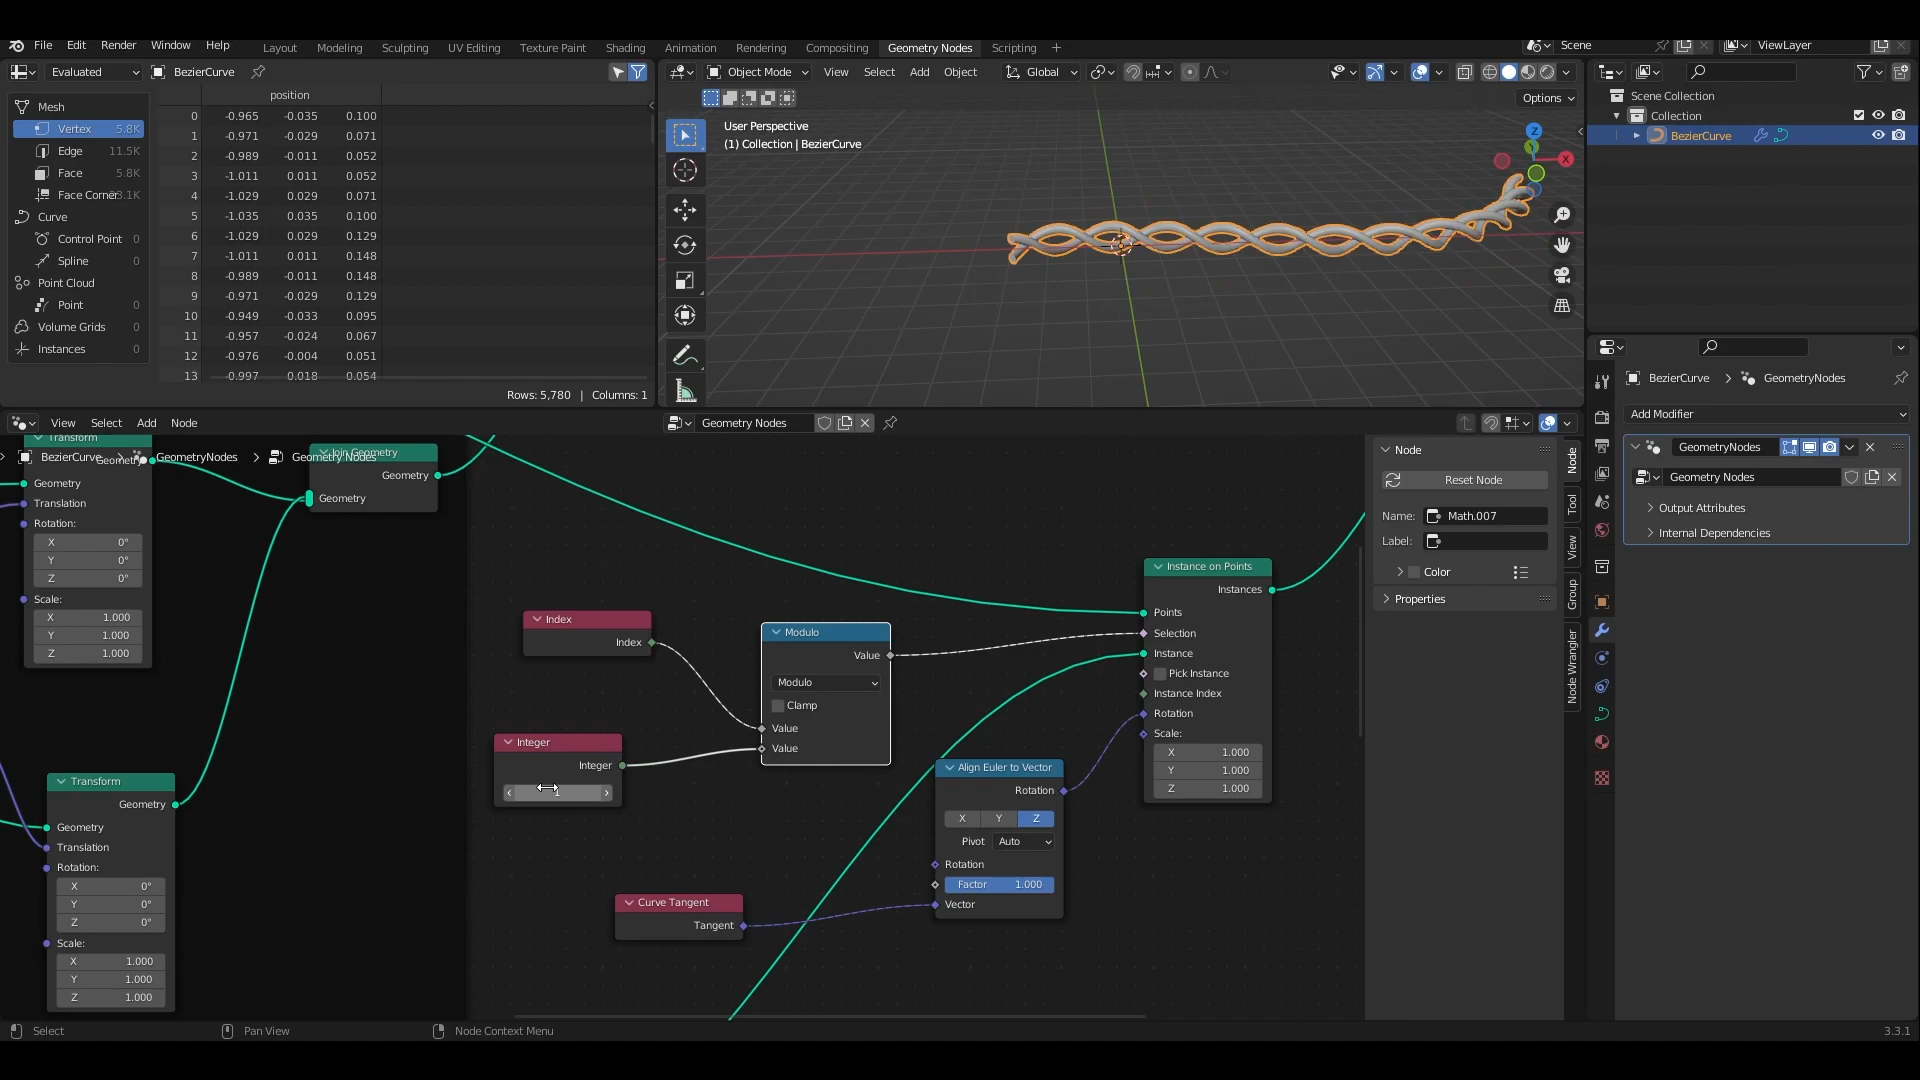 File Edit Render Window Help
Layout Modeling Sculpting UV Editing Texture Paint Shading Animation Rendering Compositing Geometry Nodes Scripting +
Scene
ViewLayer
Evaluated
BezierCurve
Mesh
Vertex 5.8K
Edge 11.5K
Face 5.8K
Face Corne
Curve
Control Point 0
Spline 0
Point Cloud
Point 0
Volume Grids 0
Instances 0
position
0 -0.965 -0.035 0.100
1 -0.971 -0.029 0.071
2 -0.989 -0.011 0.052
3 -1.011 0.011 0.052
4 -1.029 0.029 0.071
5 -1.035 0.035 0.100
6 -1.029 0.029 0.129
7 -1.011 0.011 0.148
8 -0.989 -0.011 0.148
9 -0.971 -0.029 0.129
10 -0.949 -0.033 0.095
11 -0.957 -0.024 0.067
12 -0.976 -0.004 0.051
13 -0.997 0.018 0.054
Rows: 5,780 | Columns: 1
Object Mode View Select Add Object Global
Options
User Perspective
(1) Collection | BezierCurve
Z
X
Scene Collection
Collection
BezierCurve
View Select Add Node
Geometry Nodes
BezierCurve > GeometryNodes > Geometry Nodes
Transform
Geometry
Geometry
Translation
Rotation:
X 0°
Y 0°
Z 0°
Scale:
X 1.000
Y 1.000
Z 1.000
Join Geometry
Geometry
Geometry
Transform
Geometry
Geometry
Translation
Rotation:
X 0°
Y 0°
Z 0°
Scale:
X 1.000
Y 1.000
Z 1.000
Index
Index
Integer
Integer
Modulo
Value
Modulo
Clamp
Value
Value
Curve Tangent
Tangent
Align Euler to Vector
Rotation
X Y Z
Pivot Auto
Rotation
Factor 1.000
Vector
Instance on Points
Instances
Points
Selection
Instance
Pick Instance
Instance Index
Rotation
Scale:
X 1.000
Y 1.000
Z 1.000
Node
Reset Node
Name: Math.007
Label:
Color
Properties
Node
Tool
View
Group
Node Wrangler
BezierCurve > GeometryNodes
Add Modifier
GeometryNodes
Geometry Nodes
Output Attributes
Internal Dependencies
Select
Pan View
Node Context Menu
3.3.1